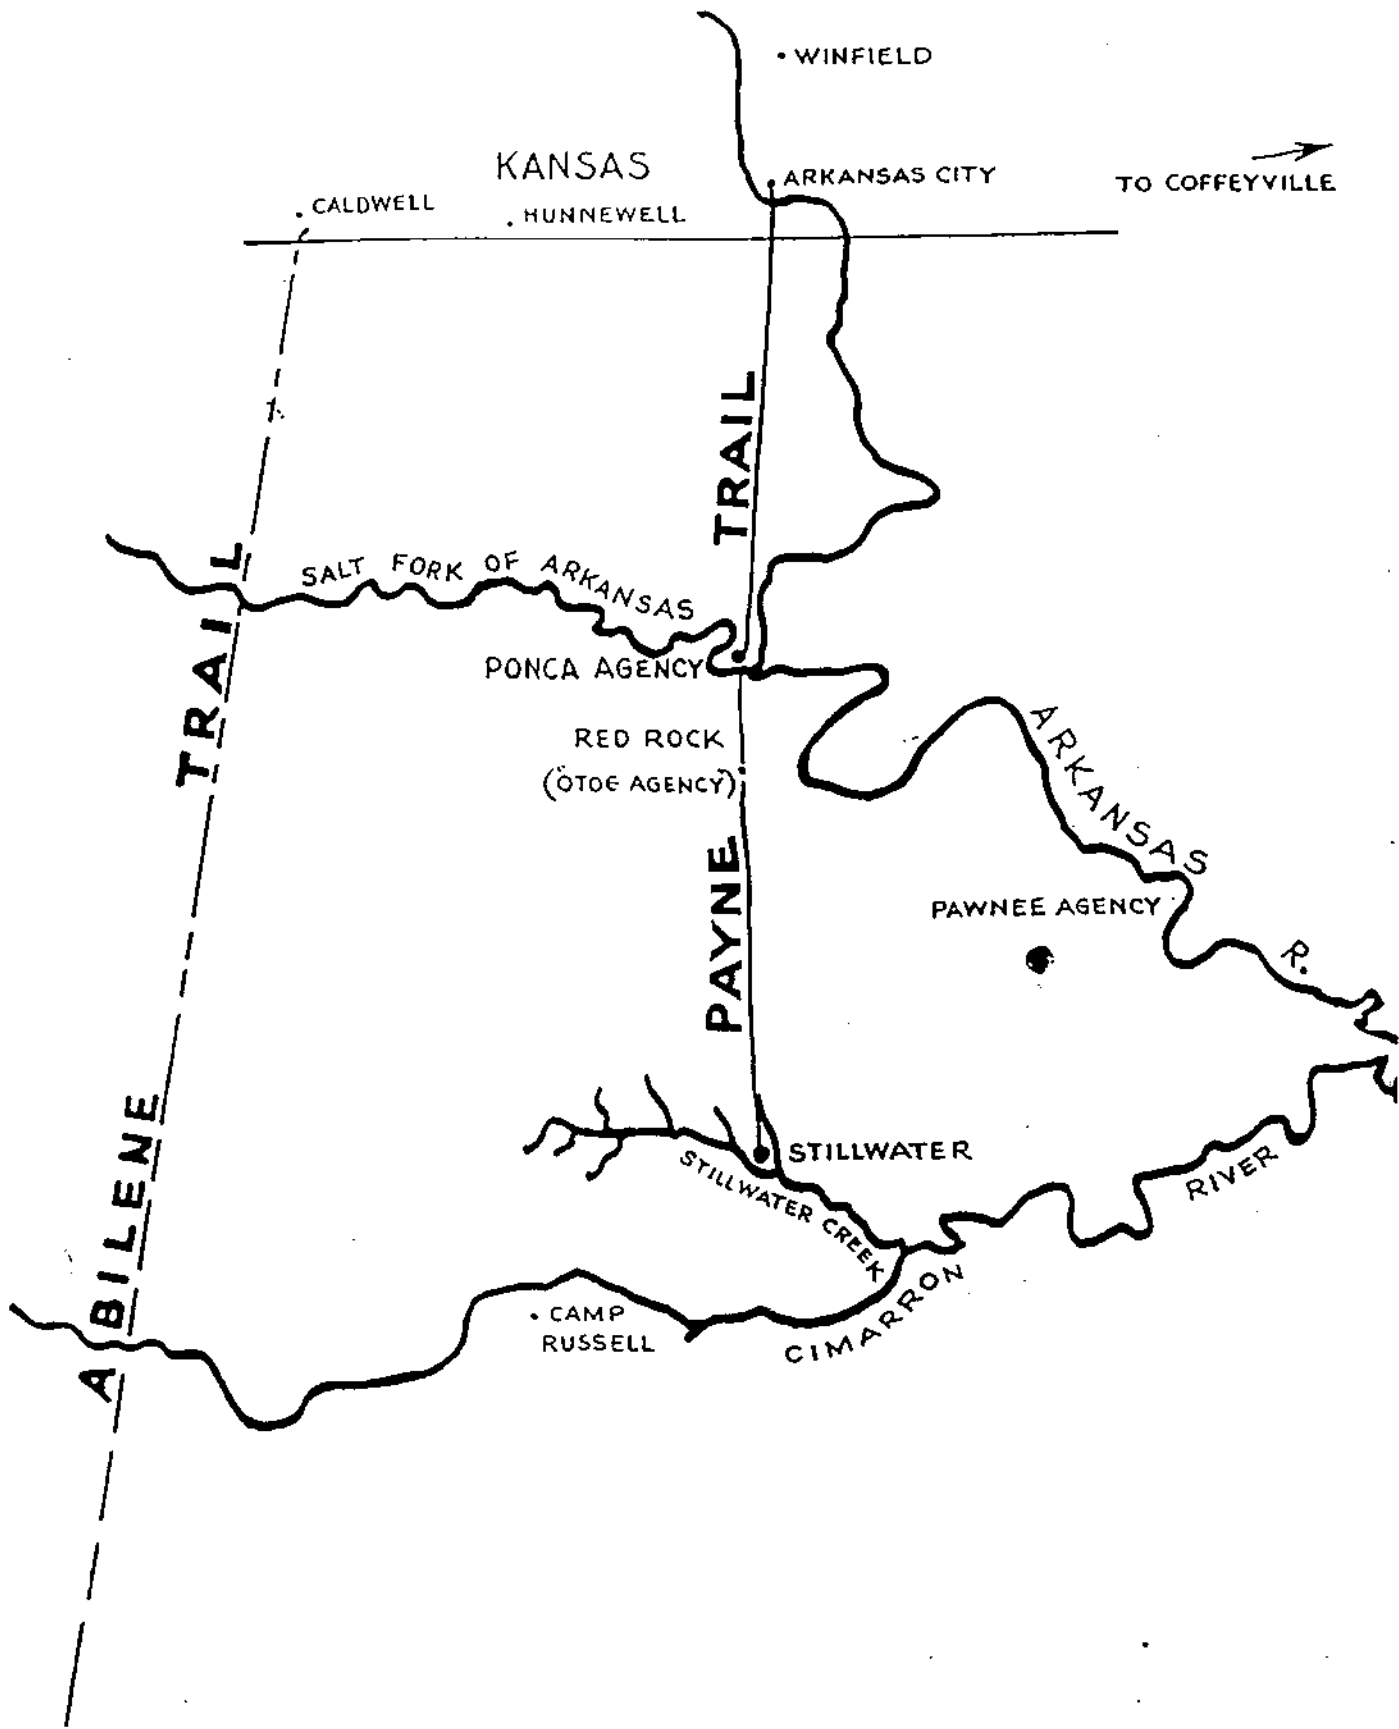 WINFIELD
KANSAS
ARKANSAS CITY
TO COFFEYVILLE
CALDWELL
HUNNEWELL
PAYNE TRAIL
ABILENE TRAIL
SALT FORK OF ARKANSAS
PONCA AGENCY
RED ROCK
(OTOE AGENCY)
ARKANSAS R.
PAWNEE AGENCY
STILLWATER
STILLWATER CREEK
CIMARRON RIVER
CAMP
RUSSELL